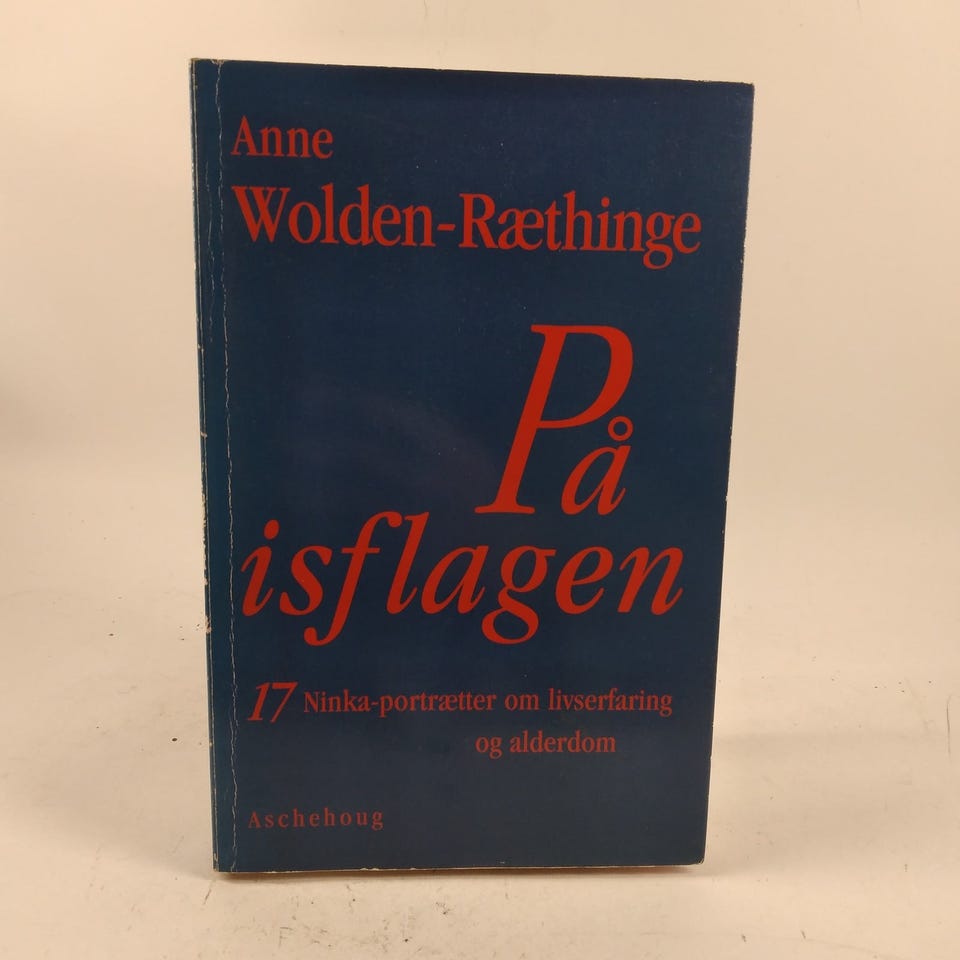 Anne
Wolden-Ræthinge
På
isflagen
17 Ninka-portrætter om livserfaring
og alderdom
Aschehoug